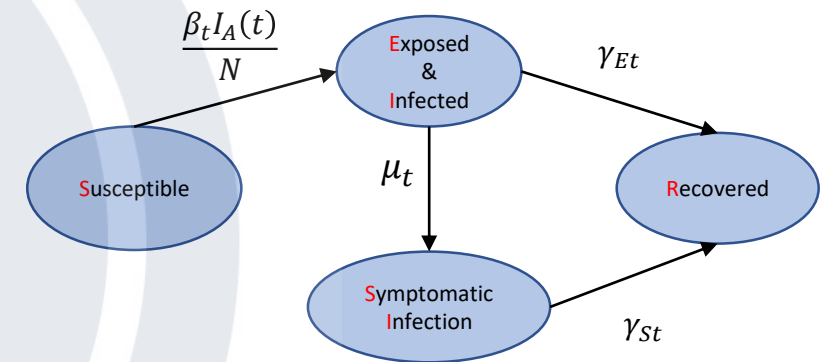 β_t I_A(t)
N
Exposed
&
Infected
γ_Et
Susceptible
μ_t
Recovered
Symptomatic
Infection
γ_St